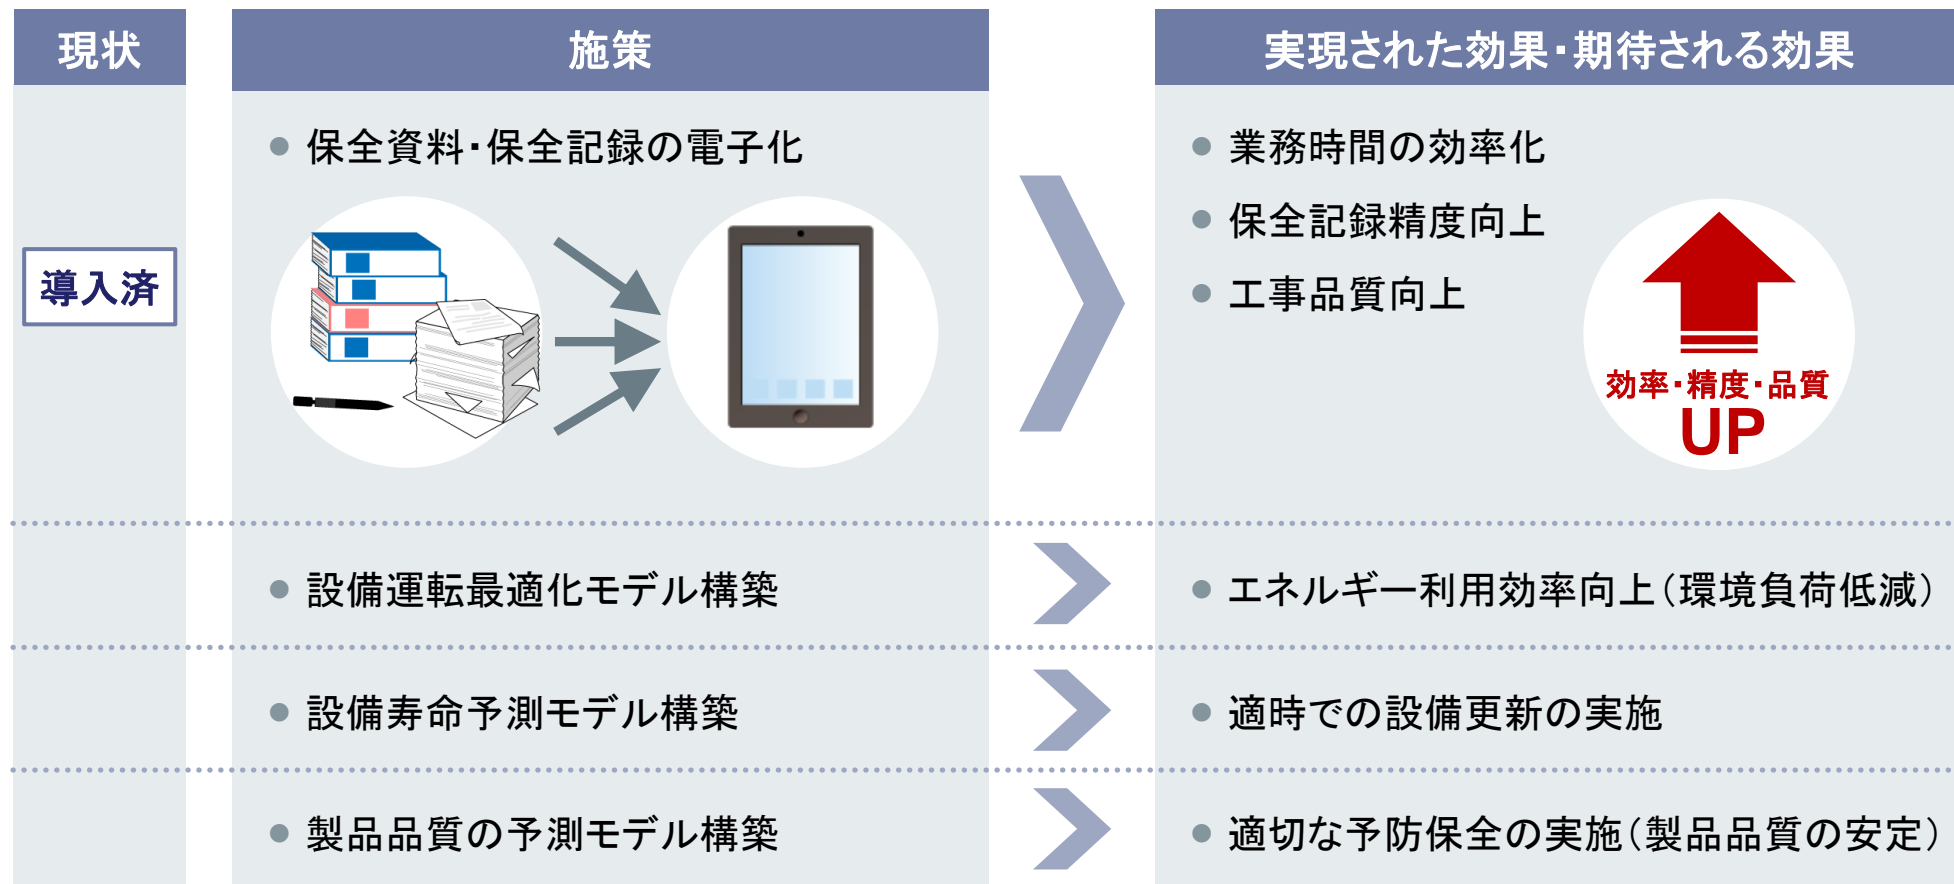 現状
施策
実現された効果・期待される効果
導入済
保全資料・保全記録の電子化
業務時間の効率化
保全記録精度向上
工事品質向上
効率・精度・品質
UP
設備運転最適化モデル構築
エネルギー利用効率向上（環境負荷低減）
設備寿命予測モデル構築
適時での設備更新の実施
製品品質の予測モデル構築
適切な予防保全の実施（製品品質の安定）